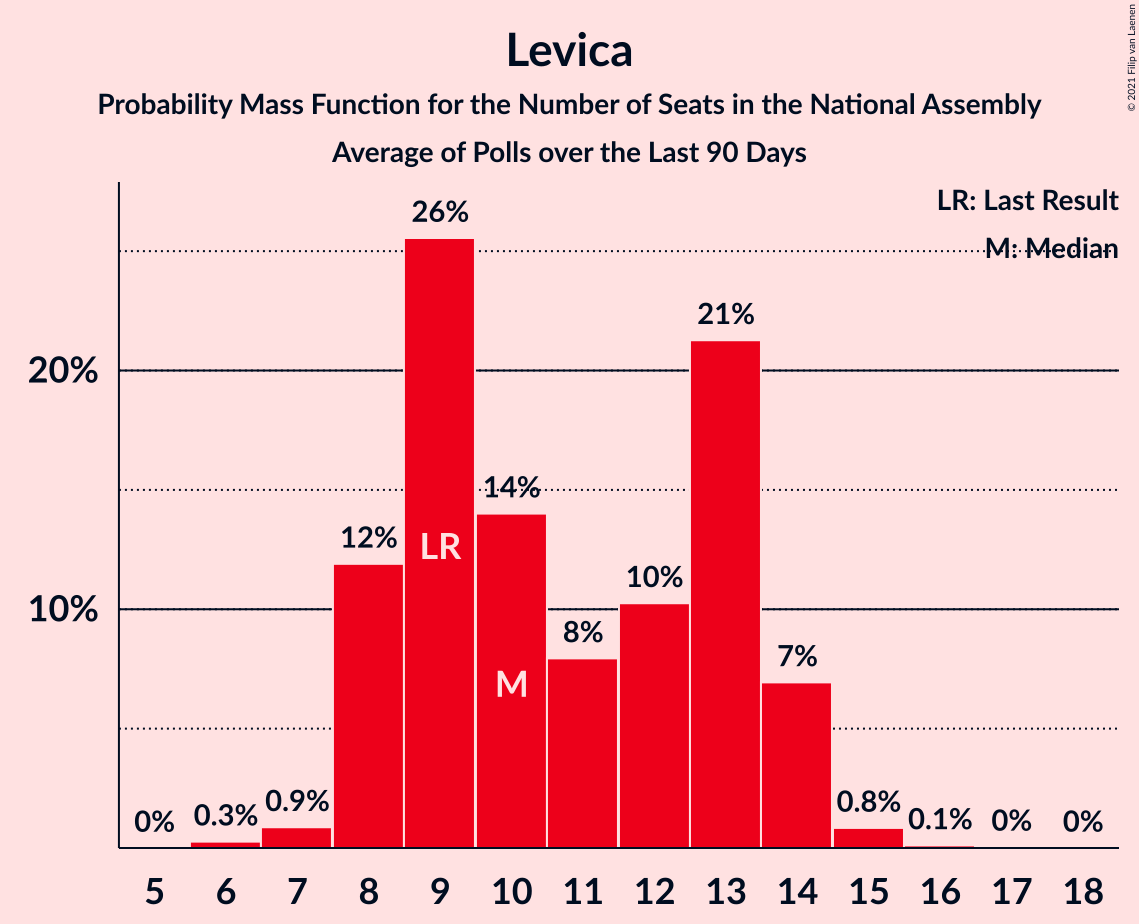 Levica
Probability Mass Function for the Number of Seats in the National Assembly
Average of Polls over the Last 90 Days
© 2021 Filip van Laenen
LR: Last Result
M: Median
26%
21%
20%
14%
12%
LR
10%
10%
8%
7%
M
0%
0.3%
0.9%
0.8%
0.1%
0%
0%
5 6 7 8 9 10 11 12 13 14 15 16 17 18